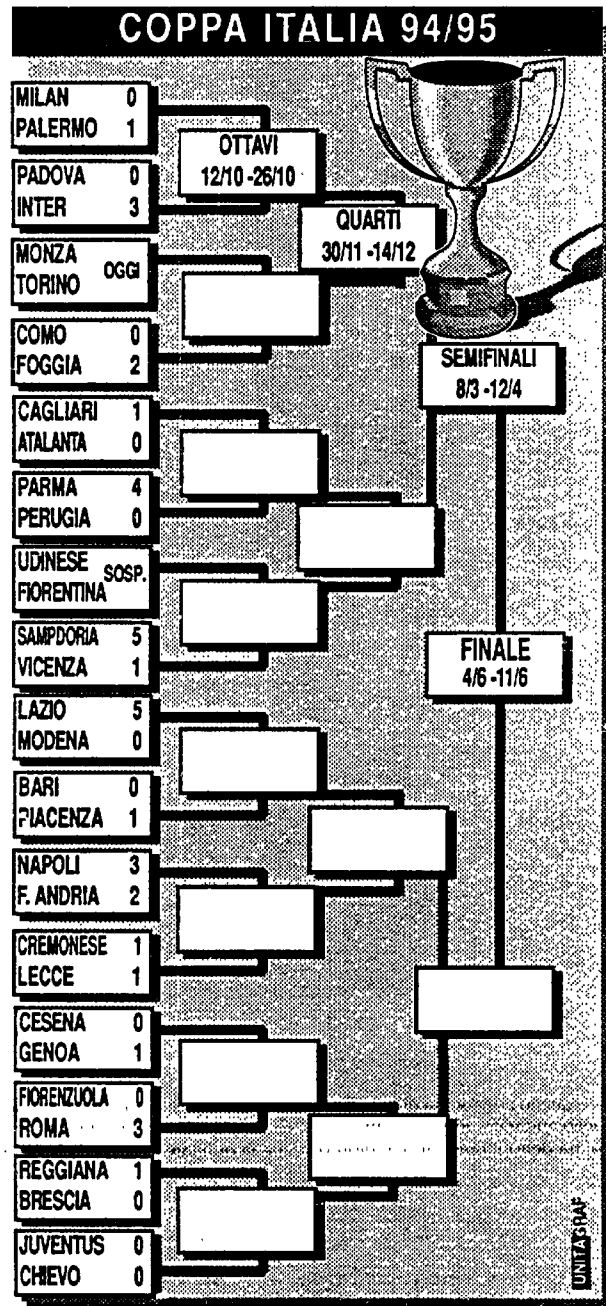 COPPA ITALIA 94/95
MILAN 0
PALERMO 1
OTTAVI
12/10 -26/10
PADOVA 0
INTER 3
QUARTI
30/11 -14/12
MONZA
TORINO
OGGI
COMO 0
FOGGIA 2
SEMIFINALI
8/3 -12/4
CAGLIARI 1
ATALANTA 0
PARMA 4
PERUGIA 0
UDINESE
FIORENTINA
SOSP.
SAMPDORIA 5
VICENZA 1
FINALE
4/6 -11/6
LAZIO 5
MODENA 0
BARI 0
PIACENZA 1
NAPOLI 3
F. ANDRIA 2
CREMONESE 1
LECCE 1
CESENA 0
GENOA 1
FIORENZUOLA 0
ROMA 3
REGGIANA 1
BRESCIA 0
JUVENTUS 0
CHIEVO 0
UNITAGRAF